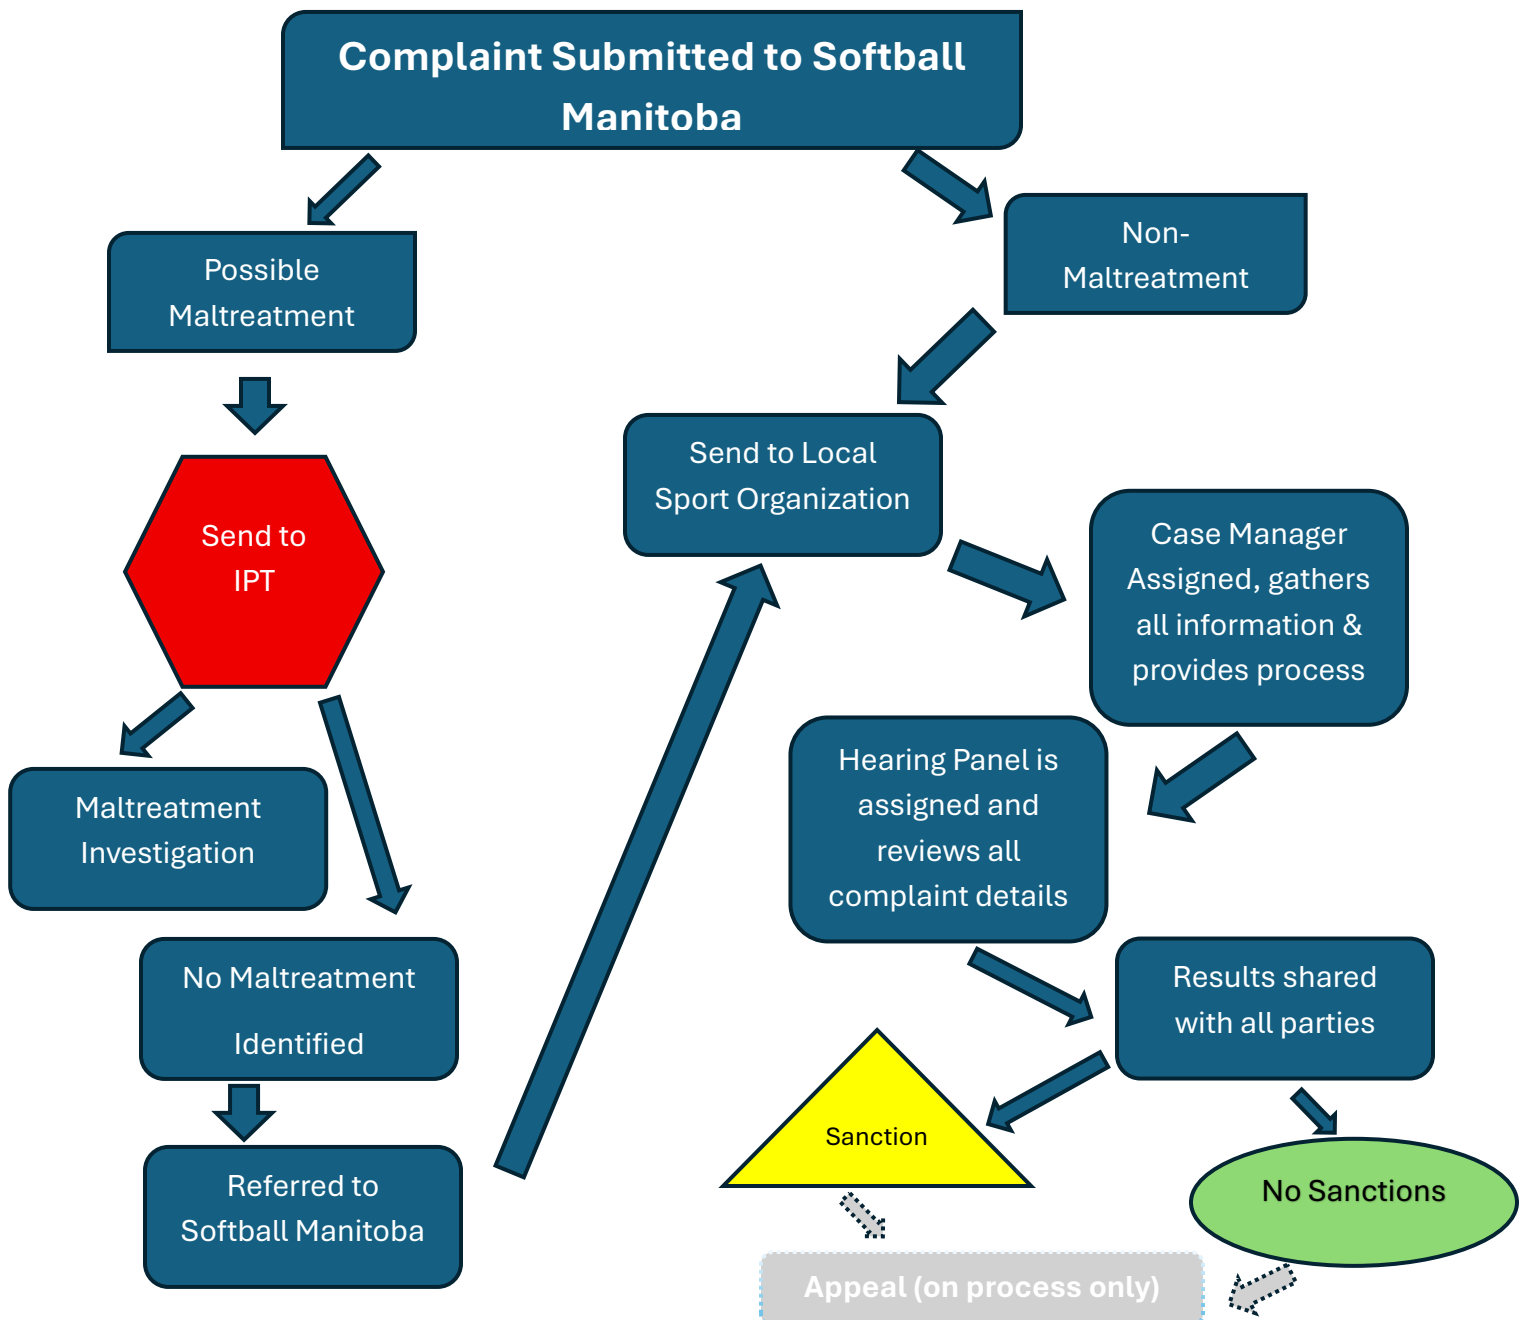 Complaint Submitted to Softball
Manitoba
Possible
Maltreatment
Non-
Maltreatment
Send to
IPT
Send to Local
Sport Organization
Case Manager
Assigned, gathers
all information &
provides process
Maltreatment
Investigation
Hearing Panel is
assigned and
reviews all
complaint details
No Maltreatment
Identified
Results shared
with all parties
Referred to
Softball Manitoba
Sanction
No Sanctions
Appeal (on process only)